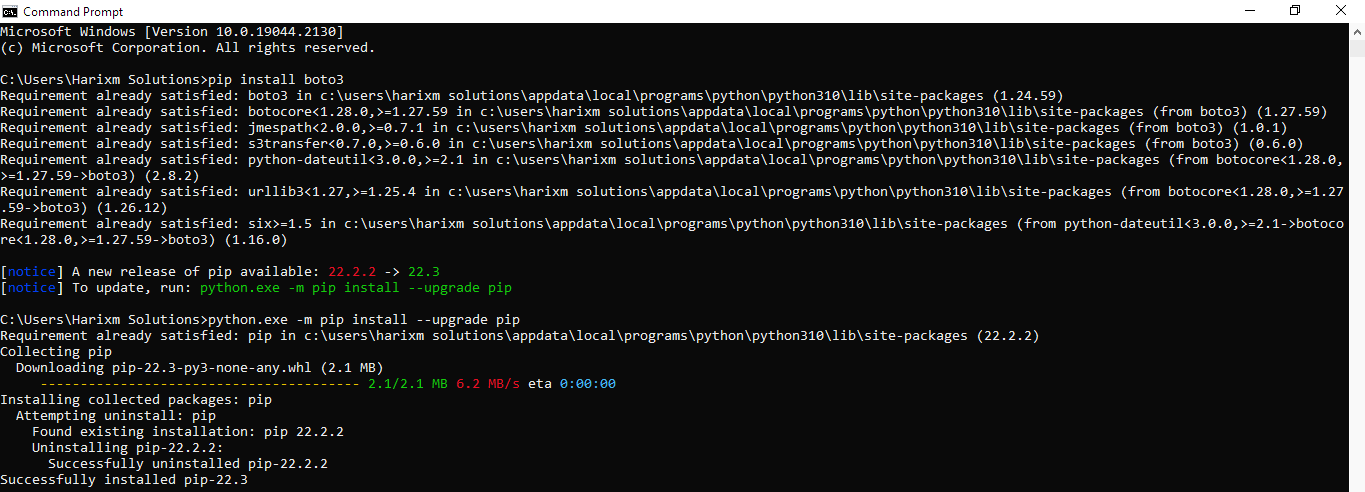 Command Prompt
Microsoft Windows [Version 10.0.19044.2130]
(c) Microsoft Corporation. All rights reserved.
C:\Users\Harixm Solutions>pip install boto3
Requirement already satisfied: boto3 in c:\users\harixm solutions\appdata\local\programs\python\python310\lib\site-packages (1.24.59)
Requirement already satisfied: botocore<1.28.0,>=1.27.59 in c:\users\harixm solutions\appdata\local\programs\python\python310\lib\site-packages (from boto3) (1.27.59)
Requirement already satisfied: jmespath<2.0.0,>=0.7.1 in c:\users\harixm solutions\appdata\local\programs\python\python310\lib\site-packages (from boto3) (1.0.1)
Requirement already satisfied: s3transfer<0.7.0,>=0.6.0 in c:\users\harixm solutions\appdata\local\programs\python\python310\lib\site-packages (from boto3) (0.6.0)
Requirement already satisfied: python-dateutil<3.0.0,>=2.1 in c:\users\harixm solutions\appdata\local\programs\python\python310\lib\site-packages (from botocore<1.28.0,
>=1.27.59->boto3) (2.8.2)
Requirement already satisfied: urllib3<1.27,>=1.25.4 in c:\users\harixm solutions\appdata\local\programs\python\python310\lib\site-packages (from botocore<1.28.0,>=1.27
.59->boto3) (1.26.12)
Requirement already satisfied: six>=1.5 in c:\users\harixm solutions\appdata\local\programs\python\python310\lib\site-packages (from python-dateutil<3.0.0,>=2.1->botoco
re<1.28.0,>=1.27.59->boto3) (1.16.0)
[notice] A new release of pip available: 22.2.2 -> 22.3
[notice] To update, run: python.exe -m pip install --upgrade pip
C:\Users\Harixm Solutions>python.exe -m pip install --upgrade pip
Requirement already satisfied: pip in c:\users\harixm solutions\appdata\local\programs\python\python310\lib\site-packages (22.2.2)
Collecting pip
Downloading pip-22.3-py3-none-any.whl (2.1 MB)
---------------------------------------- 2.1/2.1 MB 6.2 MB/s eta 0:00:00
Installing collected packages: pip
Attempting uninstall: pip
Found existing installation: pip 22.2.2
Uninstalling pip-22.2.2:
Successfully uninstalled pip-22.2.2
Successfully installed pip-22.3